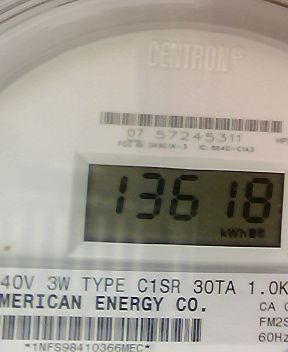 CENTRON®
07 57245311
13618
kWh
40V 3W TYPE C1SR 30TA 1.0K
MERICAN ENERGY CO.
CA
FM2S
60Hz
*1NFS98410366MEC*